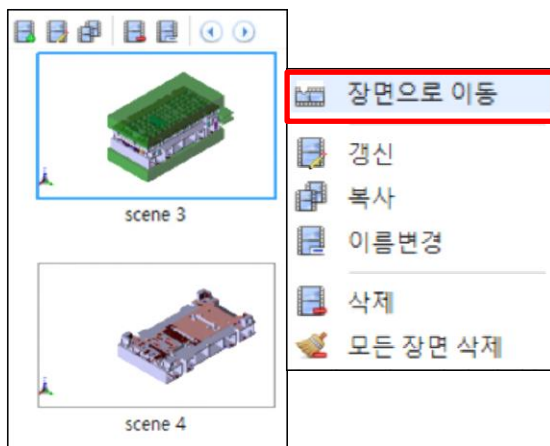 scene 3
scene 4
장면으로 이동
갱신
복사
이름변경
삭제
모든 장면 삭제